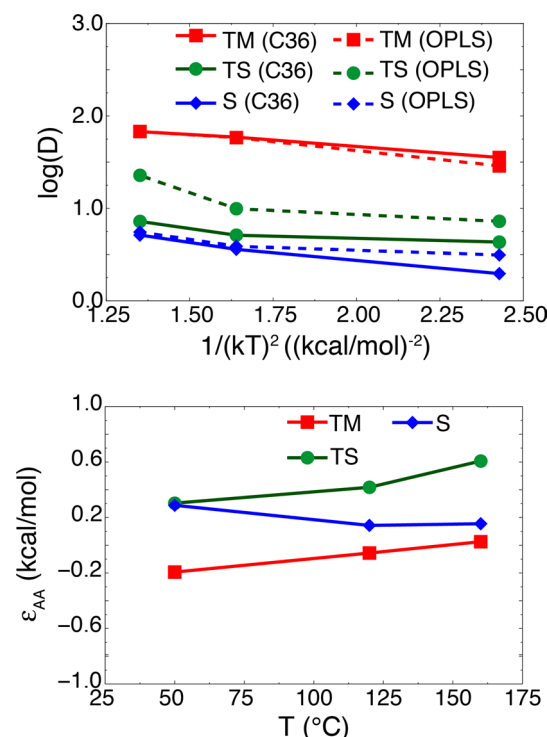 TM (C36) TM (OPLS)
TS (C36) TS (OPLS)
S (C36) S (OPLS)
log(D)
3.0
2.0
1.0
0.0
1.25 1.50 1.75 2.00 2.25 2.50
1/(kT)² ((kcal/mol)⁻²)
TM S
TS
ε_AA (kcal/mol)
1.0
0.6
0.2
−0.2
−0.6
−1.0
25 50 75 100 125 150 175
T (°C)